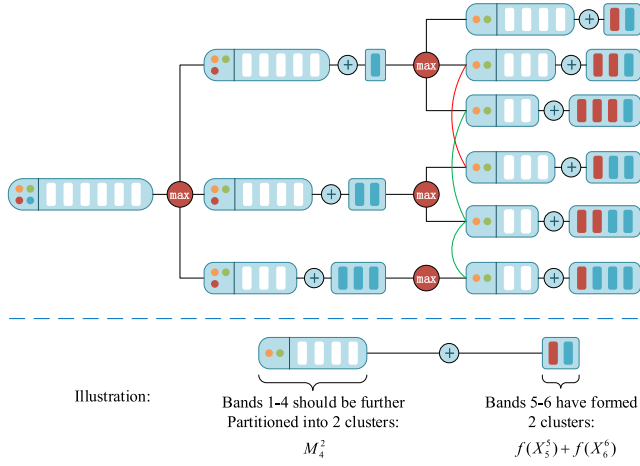 max
max
max
max
Illustration:
Bands 1-4 should be further
Partitioned into 2 clusters:
M_4^2
Bands 5-6 have formed
2 clusters:
f(X_5^5) + f(X_6^6)